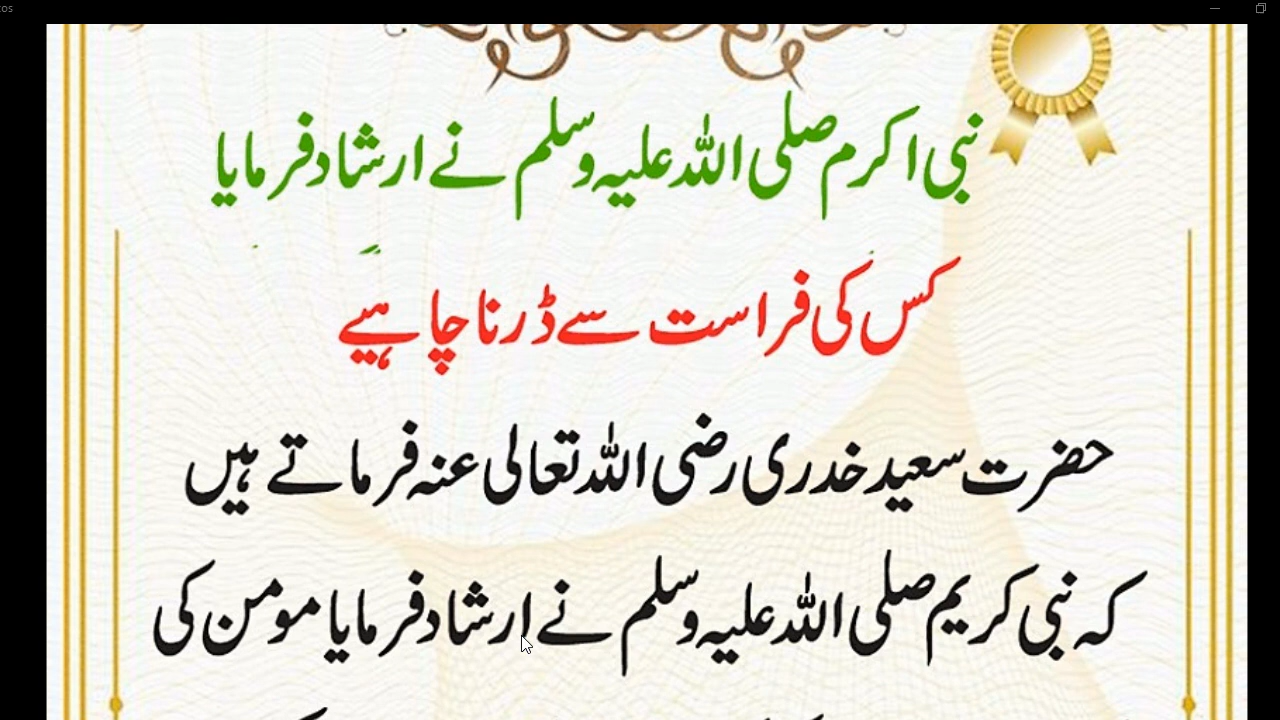 tos
نبی اکرم صلی اللہ علیہ وسلم نے ارشاد فرمایا
کس کی فراست سے ڈرنا چاہیے
حضرت سعید خدری رضی اللہ تعالی عنہ فرماتے ہیں
کہ نبی کریم صلی اللہ علیہ وسلم نے ارشاد فرمایا مومن کی